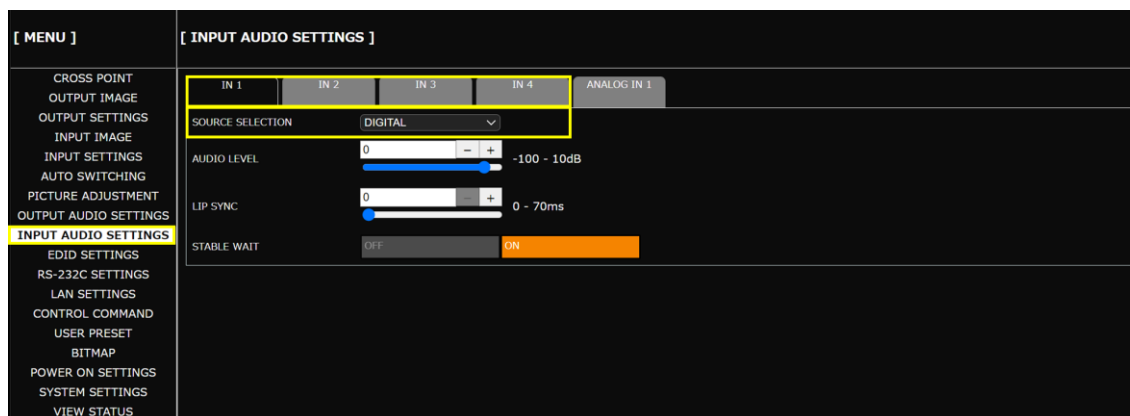 [ MENU ]
[ INPUT AUDIO SETTINGS ]
CROSS POINT
OUTPUT IMAGE
OUTPUT SETTINGS
INPUT IMAGE
INPUT SETTINGS
AUTO SWITCHING
PICTURE ADJUSTMENT
OUTPUT AUDIO SETTINGS
INPUT AUDIO SETTINGS
EDID SETTINGS
RS-232C SETTINGS
LAN SETTINGS
CONTROL COMMAND
USER PRESET
BITMAP
POWER ON SETTINGS
SYSTEM SETTINGS
VIEW STATUS
IN 1 IN 2 IN 3 IN 4 ANALOG IN 1
SOURCE SELECTION DIGITAL
AUDIO LEVEL 0 - + -100 - 10dB
LIP SYNC 0 - + 0 - 70ms
STABLE WAIT OFF ON